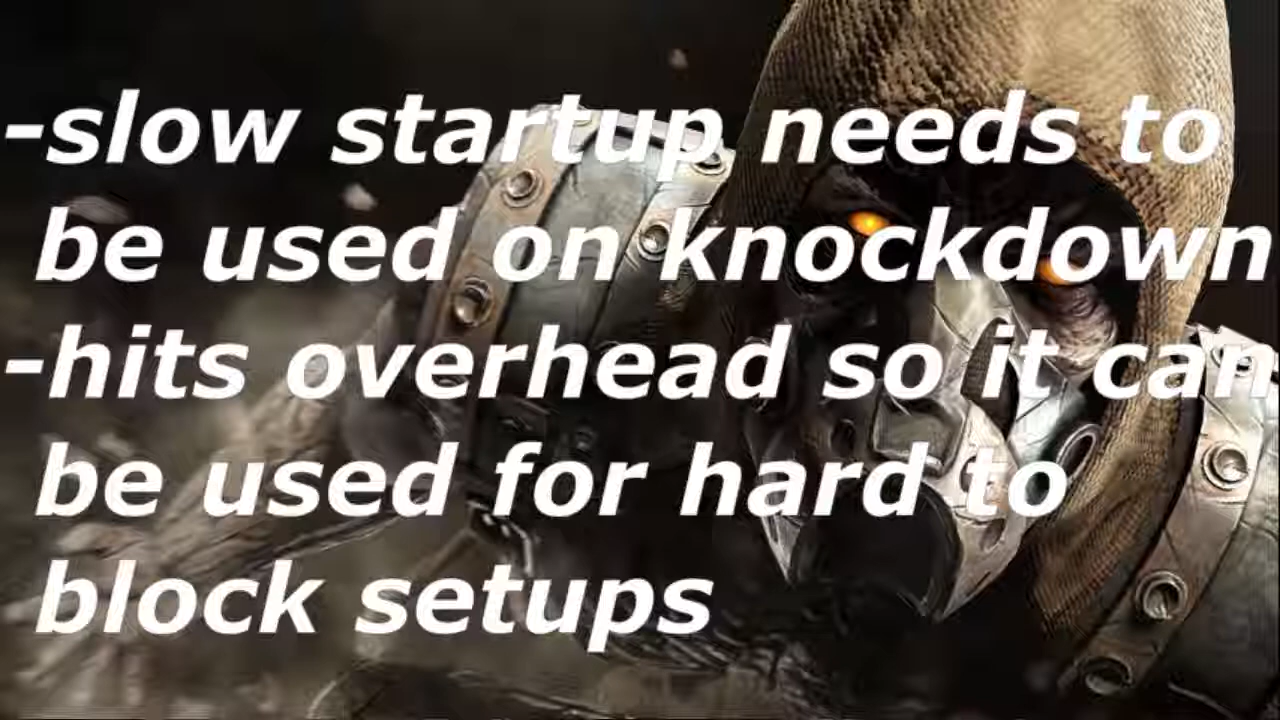 -slow startup needs to
be used on knockdown
-hits overhead so it can
be used for hard to
block setups